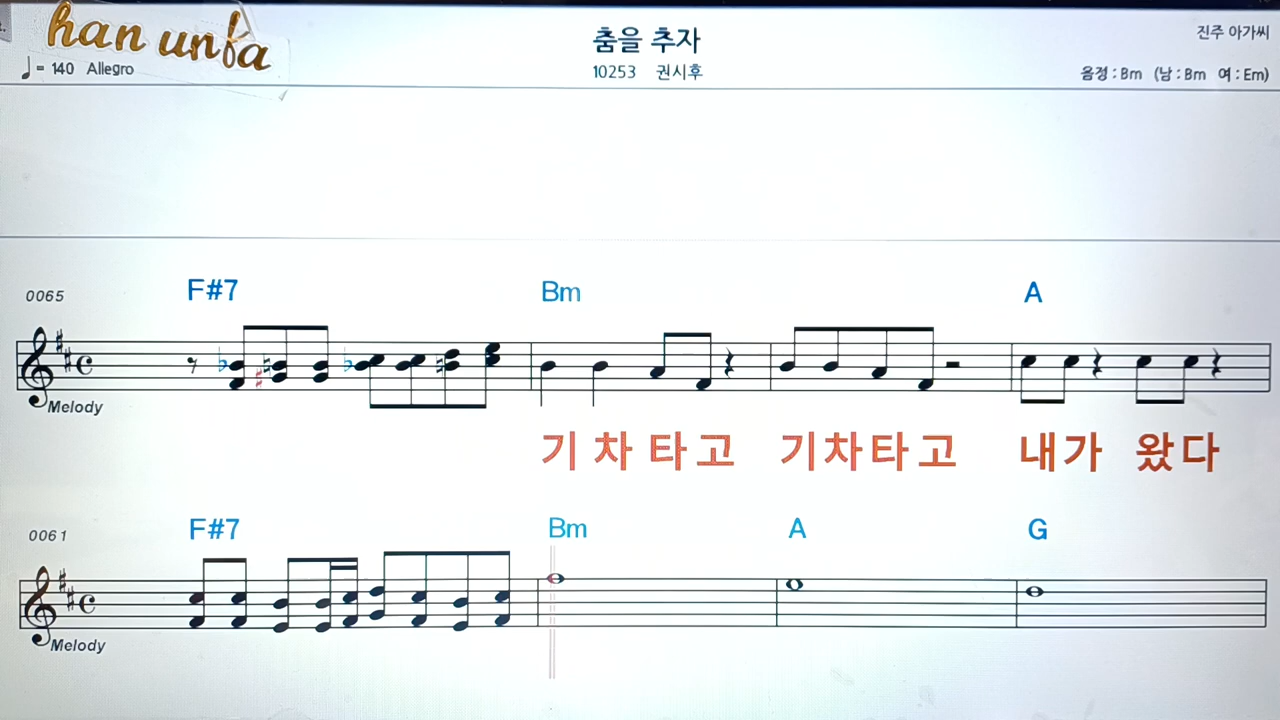 han unfa
춤을 추자
진주 아가씨
♩= 140 Allegro
10253 권시후
음정 : Bm (남 : Bm 여 : Em)
0065 F#7 Bm A
Melody
기 차 타고 기차타고 내가 왔다
0061 F#7 Bm A G
Melody